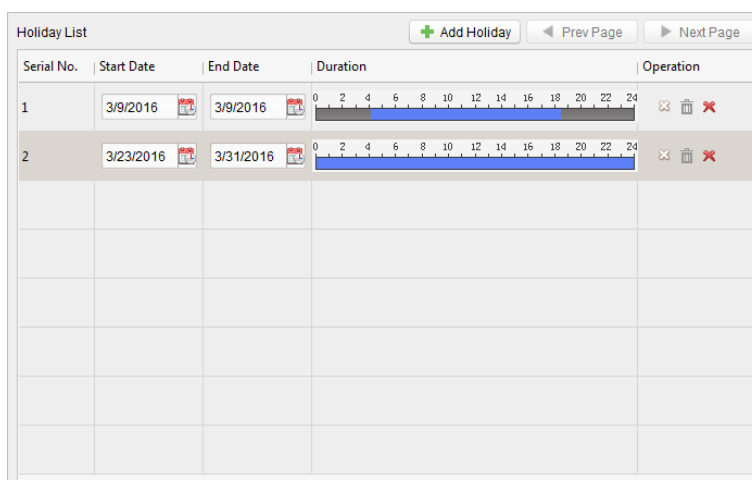 Holiday List
Add Holiday
Prev Page
Next Page
Serial No. Start Date End Date Duration Operation
0 2 4 6 8 10 12 14 16 18 20 22 24
1 3/9/2016 3/9/2016
0 2 4 6 8 10 12 14 16 18 20 22 24
2 3/23/2016 3/31/2016